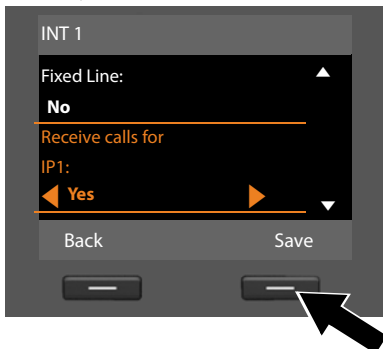 INT 1
Fixed Line:
No
Receive calls for
IP1:
Yes
Back Save